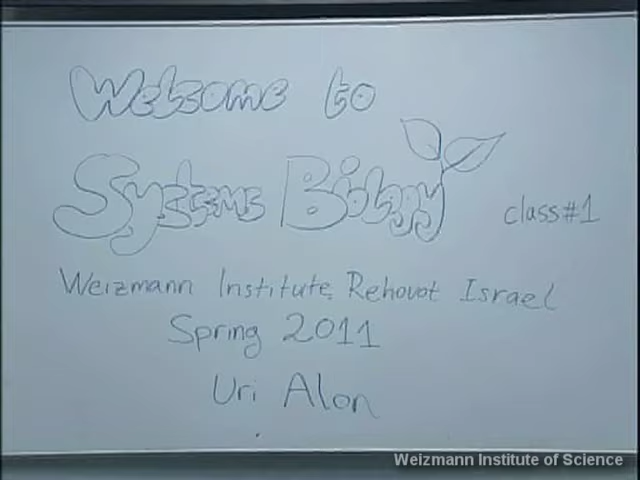 Welcome to
Systems Biology
class#1
Weizmann Institute, Rehovot Israel
Spring 2011
Uri Alon
Weizmann Institute of Science